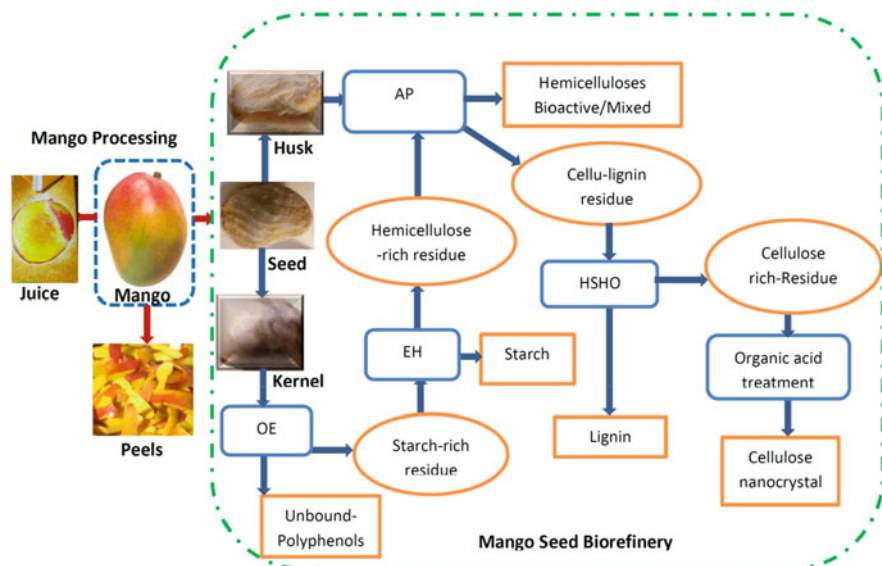 Mango Processing
Juice
Mango
Peels
Husk
Seed
Kernel
OE
Unbound-
Polyphenols
Starch-rich
residue
EH
Starch
Hemicellulose
-rich residue
AP
Hemicelluloses
Bioactive/Mixed
Cellu-lignin
residue
HSHO
Lignin
Cellulose
rich-Residue
Organic acid
treatment
Cellulose
nanocrystal
Mango Seed Biorefinery